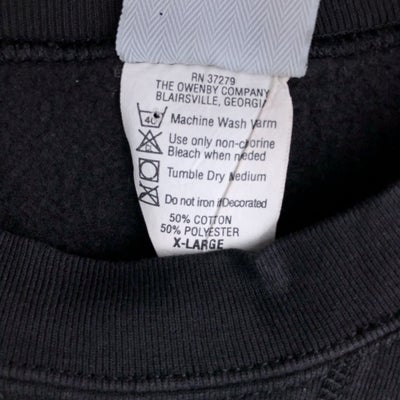 RN 37279
THE OWENBY COMPANY
BLAIRSVILLE, GEORGIA
40 Machine Wash Warm
Use only non-clorine
Bleach when needed
Tumble Dry Medium
Do not iron if Decorated
50% COTTON
50% POLYESTER
X-LARGE